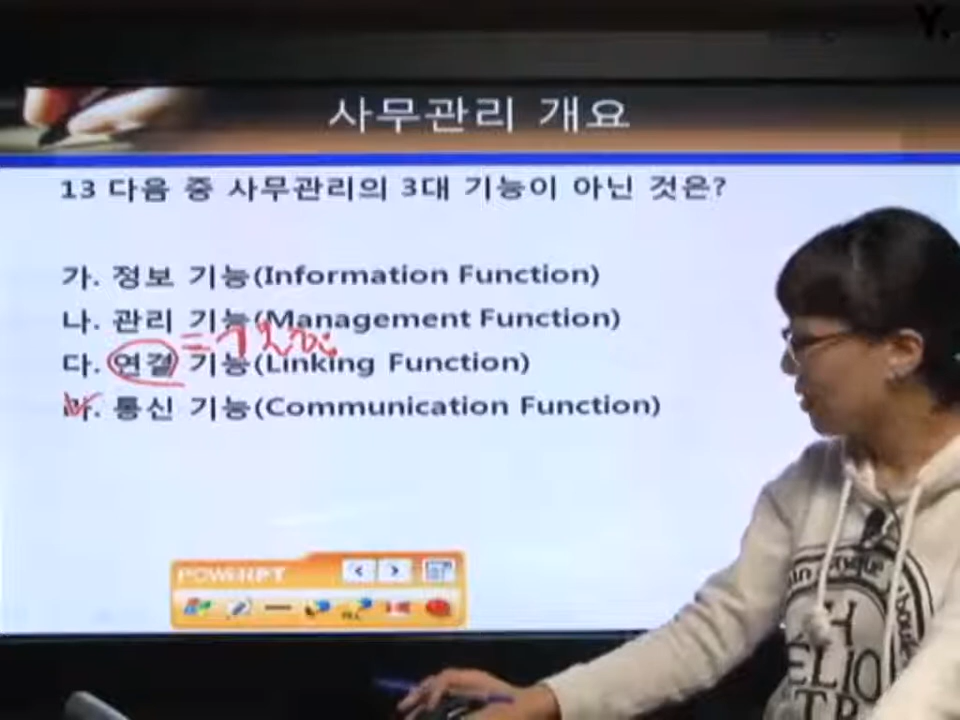 사무관리 개요
13 다음 중 사무관리의 3대 기능이 아닌 것은?
가. 정보 기능(Information Function)
나. 관리 기능(Management Function)
다. 연결 기능(Linking Function)
라. 통신 기능(Communication Function)
POWERPT